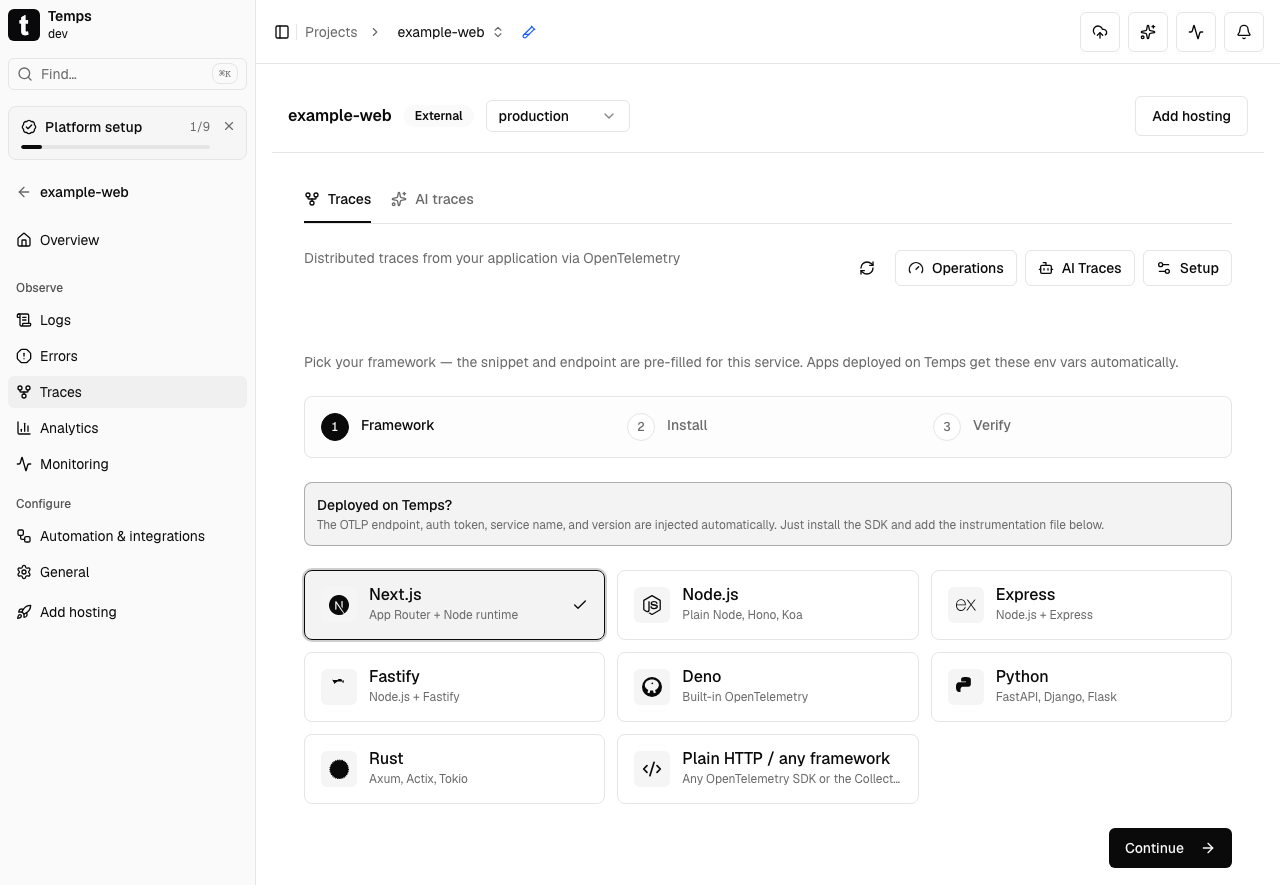 Temps
dev
Find...
⌘K
Platform setup
1/9
example-web
Overview
Observe
Logs
Errors
Traces
Analytics
Monitoring
Configure
Automation & integrations
General
Add hosting
Projects
example-web
example-web
External
production
Add hosting
Traces
AI traces
Distributed traces from your application via OpenTelemetry
Operations
AI Traces
Setup
Pick your framework — the snippet and endpoint are pre-filled for this service. Apps deployed on Temps get these env vars automatically.
1
Framework
2
Install
3
Verify
Deployed on Temps?
The OTLP endpoint, auth token, service name, and version are injected automatically. Just install the SDK and add the instrumentation file below.
Next.js
App Router + Node runtime
Node.js
Plain Node, Hono, Koa
ex
Express
Node.js + Express
Fastify
Node.js + Fastify
Deno
Built-in OpenTelemetry
Python
FastAPI, Django, Flask
Rust
Axum, Actix, Tokio
Plain HTTP / any framework
Any OpenTelemetry SDK or the Collect...
Continue